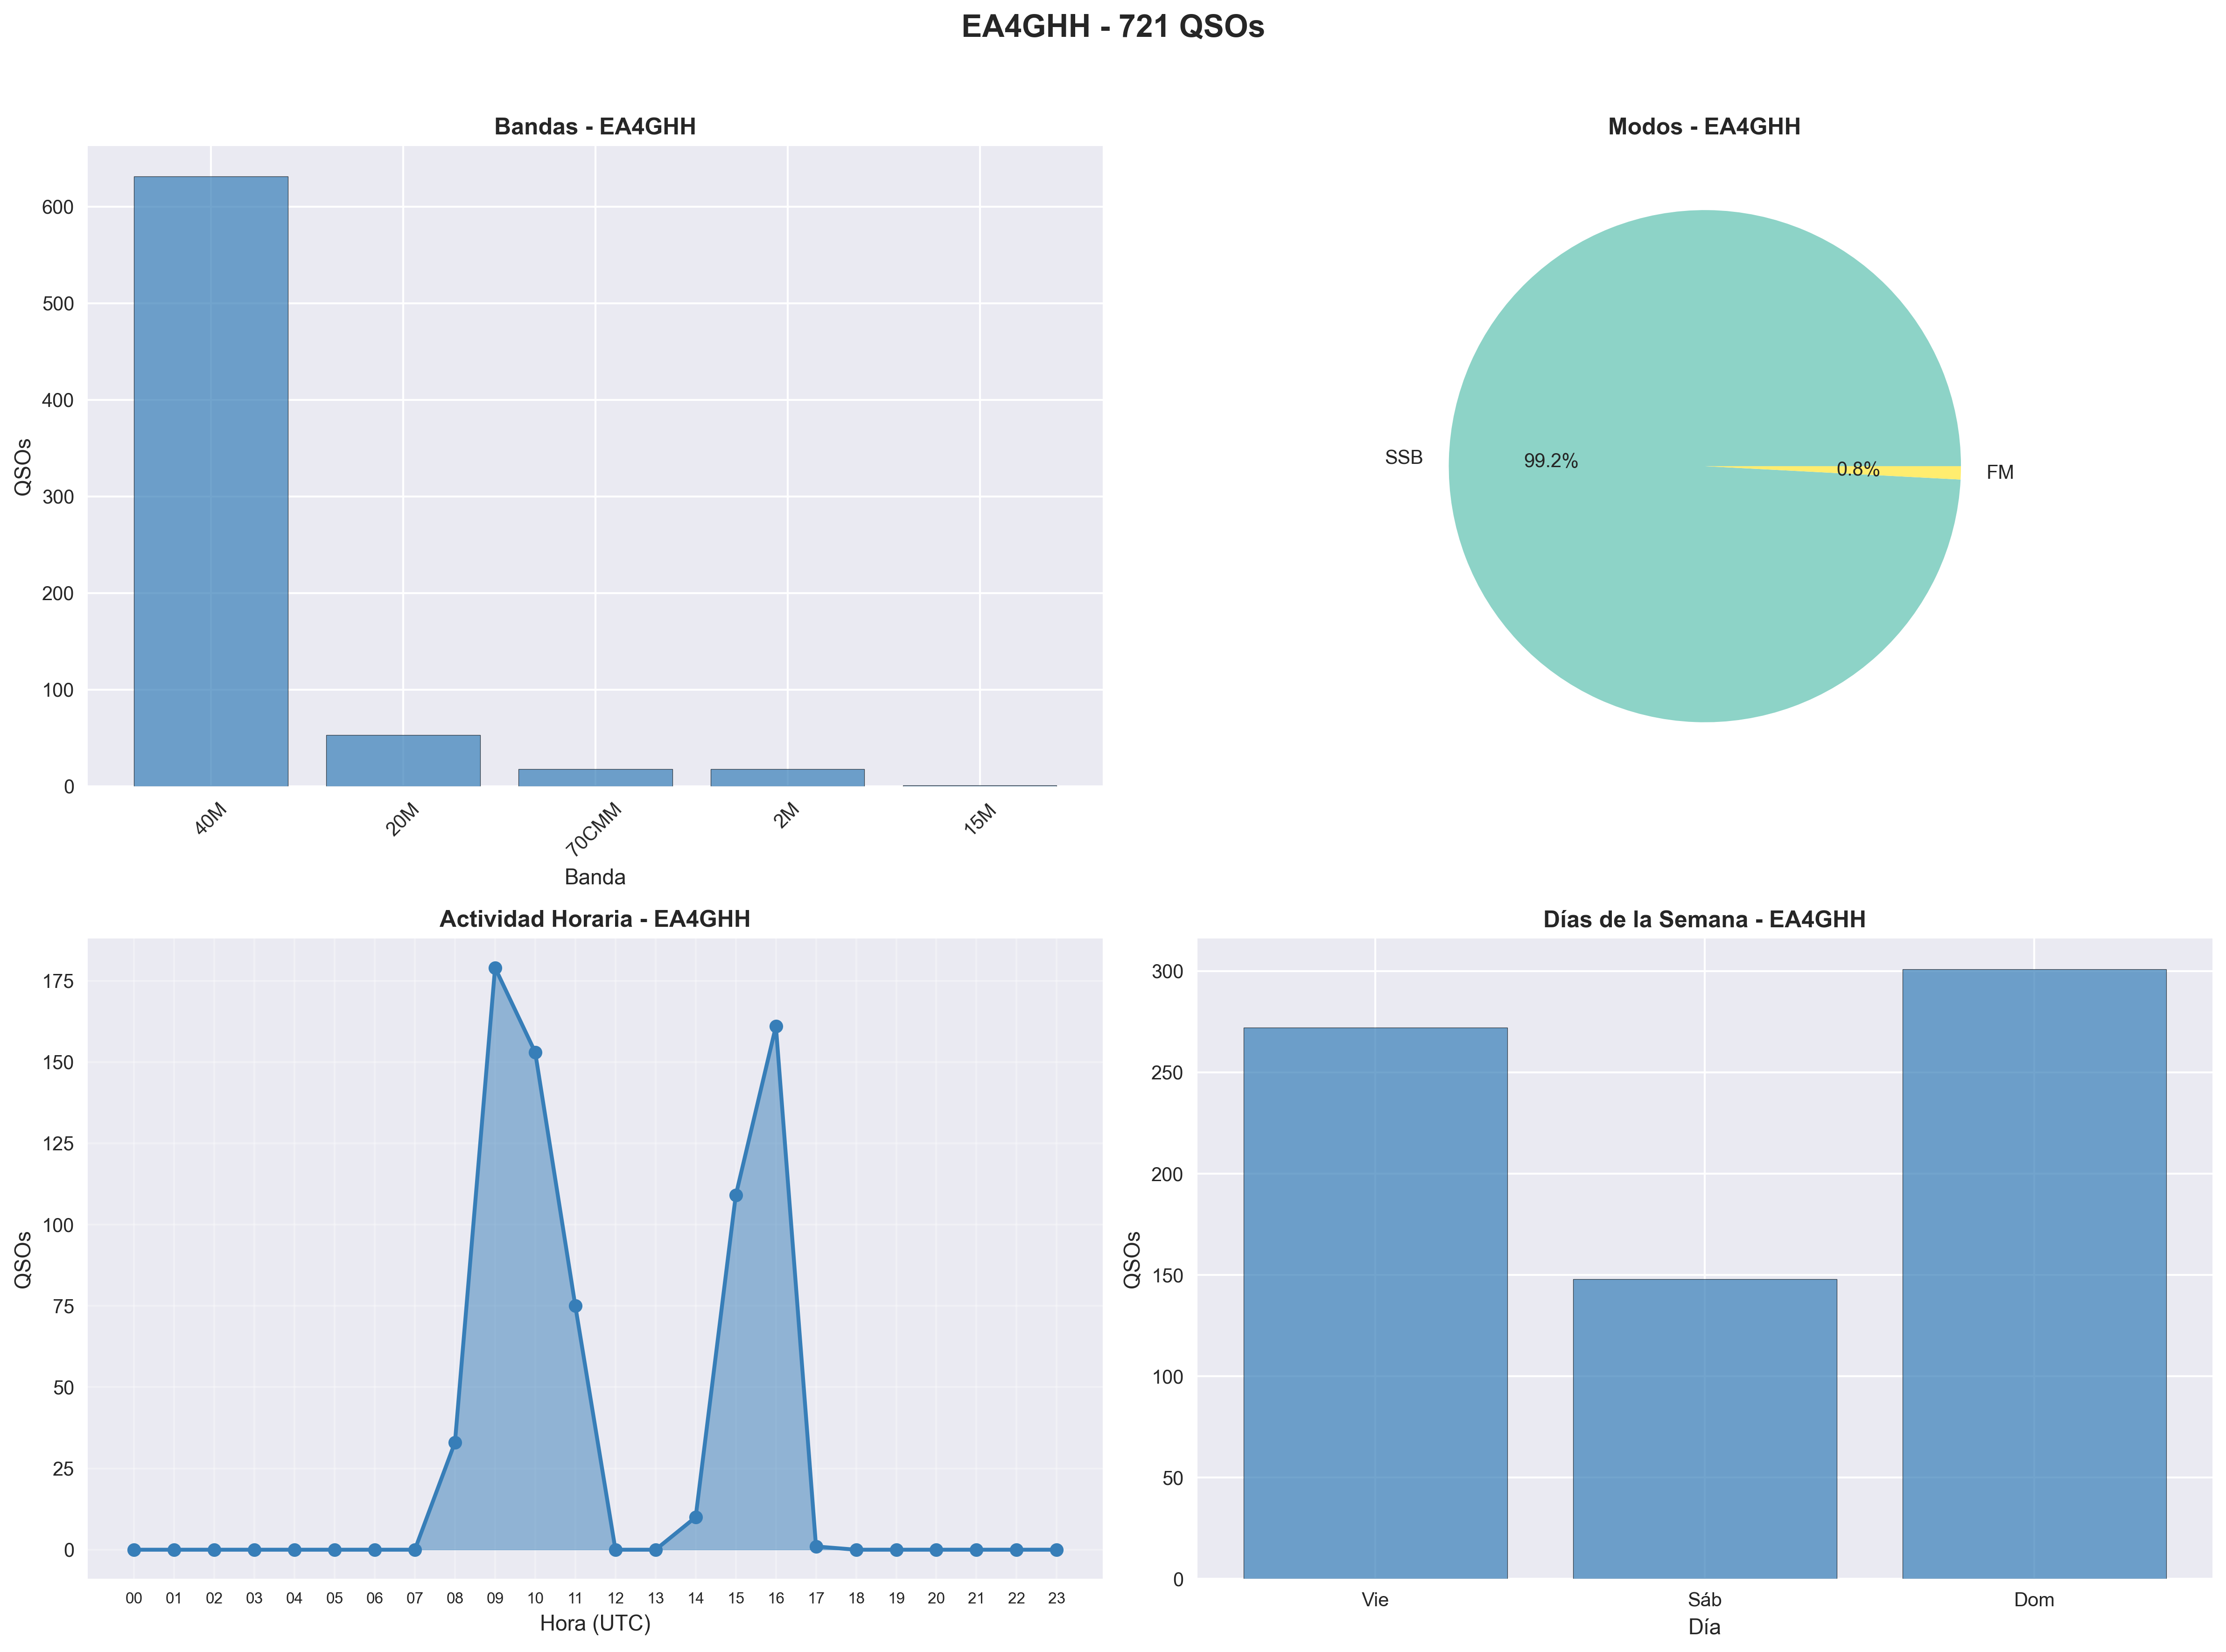 EA4GHH - 721 QSOs
Bandas - EA4GHH
QSOs
600
500
400
300
200
100
0
40M
20M
70CMM
2M
15M
Banda
Modos - EA4GHH
SSB
99.2%
0.8%
FM
Actividad Horaria - EA4GHH
QSOs
175
150
125
100
75
50
25
0
00 01 02 03 04 05 06 07 08 09 10 11 12 13 14 15 16 17 18 19 20 21 22 23
Hora (UTC)
Días de la Semana - EA4GHH
QSOs
300
250
200
150
100
50
0
Vie Sáb Dom
Día